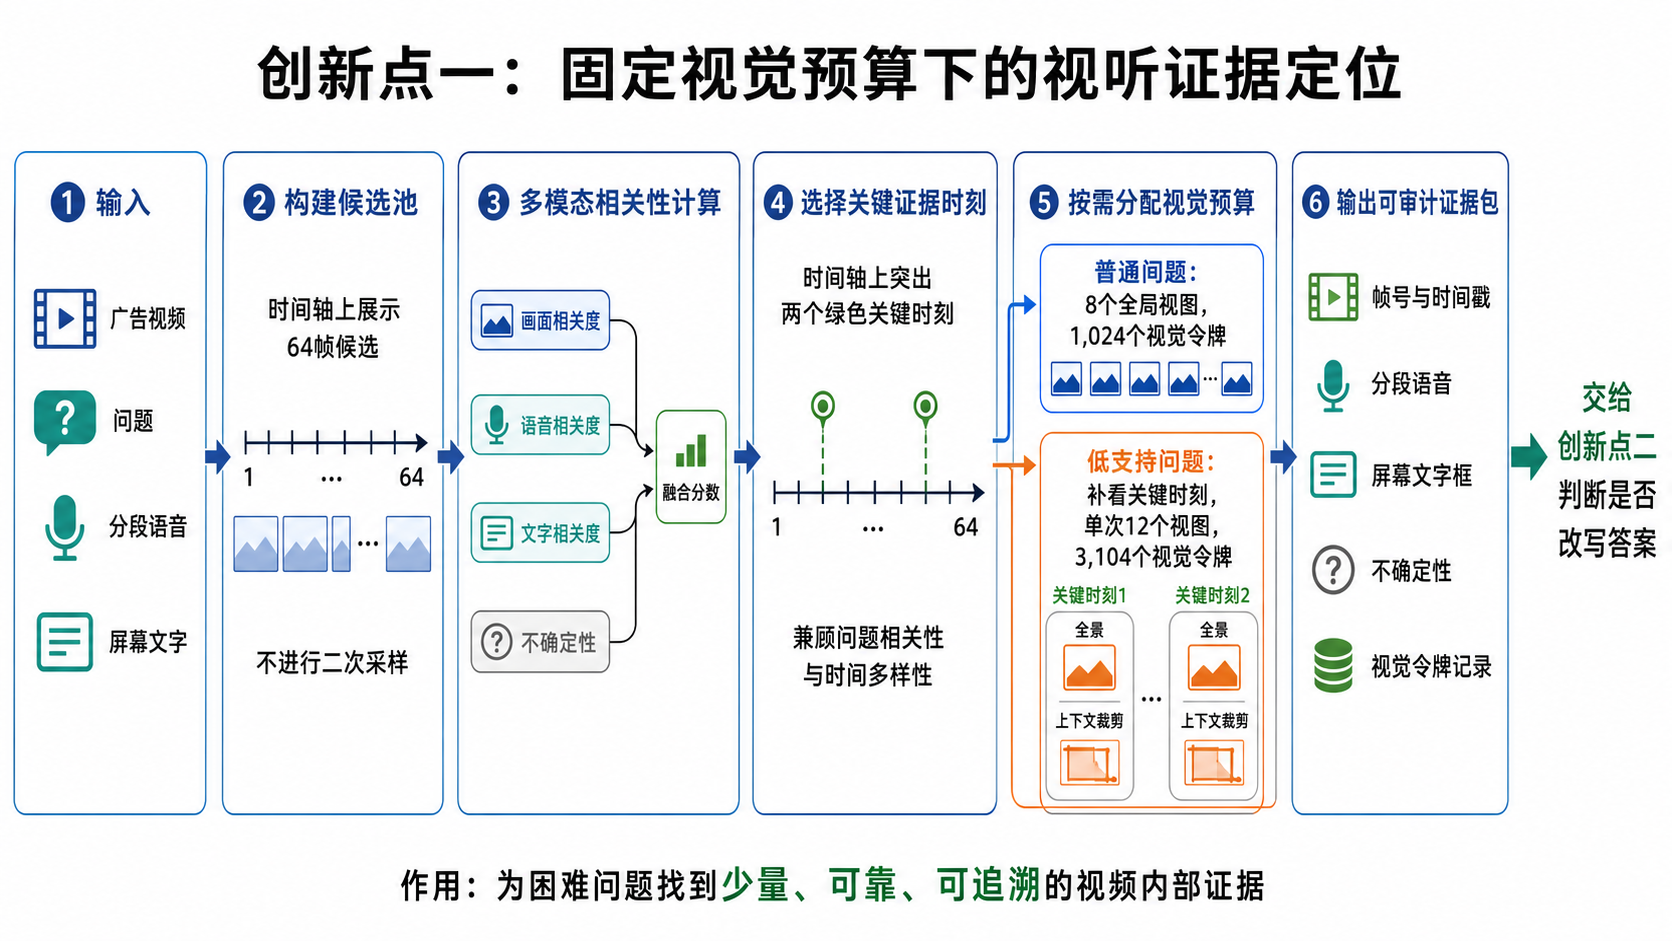 创新点一：固定视觉预算下的视听证据定位
1 输入
广告视频
问题
分段语音
屏幕文字
2 构建候选池
时间轴上展示
64帧候选
1 ... 64
...
不进行二次采样
3 多模态相关性计算
画面相关度
语音相关度
文字相关度
不确定性
融合分数
4 选择关键证据时刻
时间轴上突出
两个绿色关键时刻
1 ... 64
兼顾问题相关性
与时间多样性
5 按需分配视觉预算
普通问题：
8个全局视图，
1,024个视觉令牌
...
低支持问题：
补看关键时刻，
单次12个视图，
3,104个视觉令牌
关键时刻1 关键时刻2
全景 全景
...
上下文裁剪 上下文裁剪
6 输出可审计证据包
帧号与时间戳
分段语音
屏幕文字框
不确定性
视觉令牌记录
交给
创新点二
判断是否
改写答案
作用：为困难问题找到少量、可靠、可追溯的视频内部证据